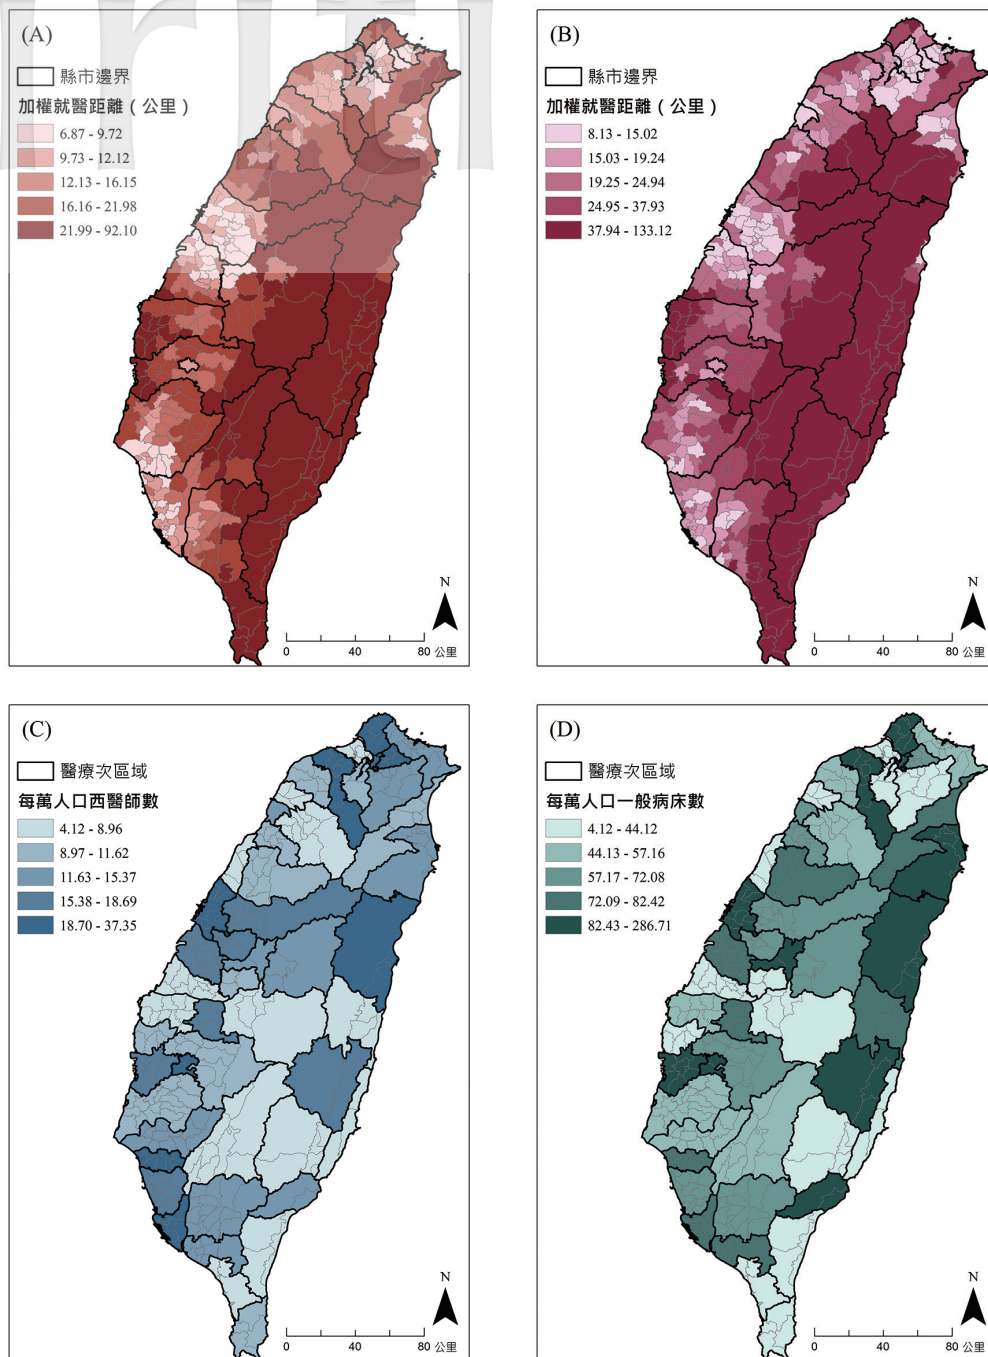 (A)
縣市邊界
加權就醫距離（公里）
6.87 - 9.72
9.73 - 12.12
12.13 - 16.15
16.16 - 21.98
21.99 - 92.10
N
0 40 80 公里
(B)
縣市邊界
加權就醫距離（公里）
8.13 - 15.02
15.03 - 19.24
19.25 - 24.94
24.95 - 37.93
37.94 - 133.12
N
0 40 80 公里
(C)
醫療次區域
每萬人口西醫師數
4.12 - 8.96
8.97 - 11.62
11.63 - 15.37
15.38 - 18.69
18.70 - 37.35
N
0 40 80 公里
(D)
醫療次區域
每萬人口一般病床數
4.12 - 44.12
44.13 - 57.16
57.17 - 72.08
72.09 - 82.42
82.43 - 286.71
N
0 40 80 公里